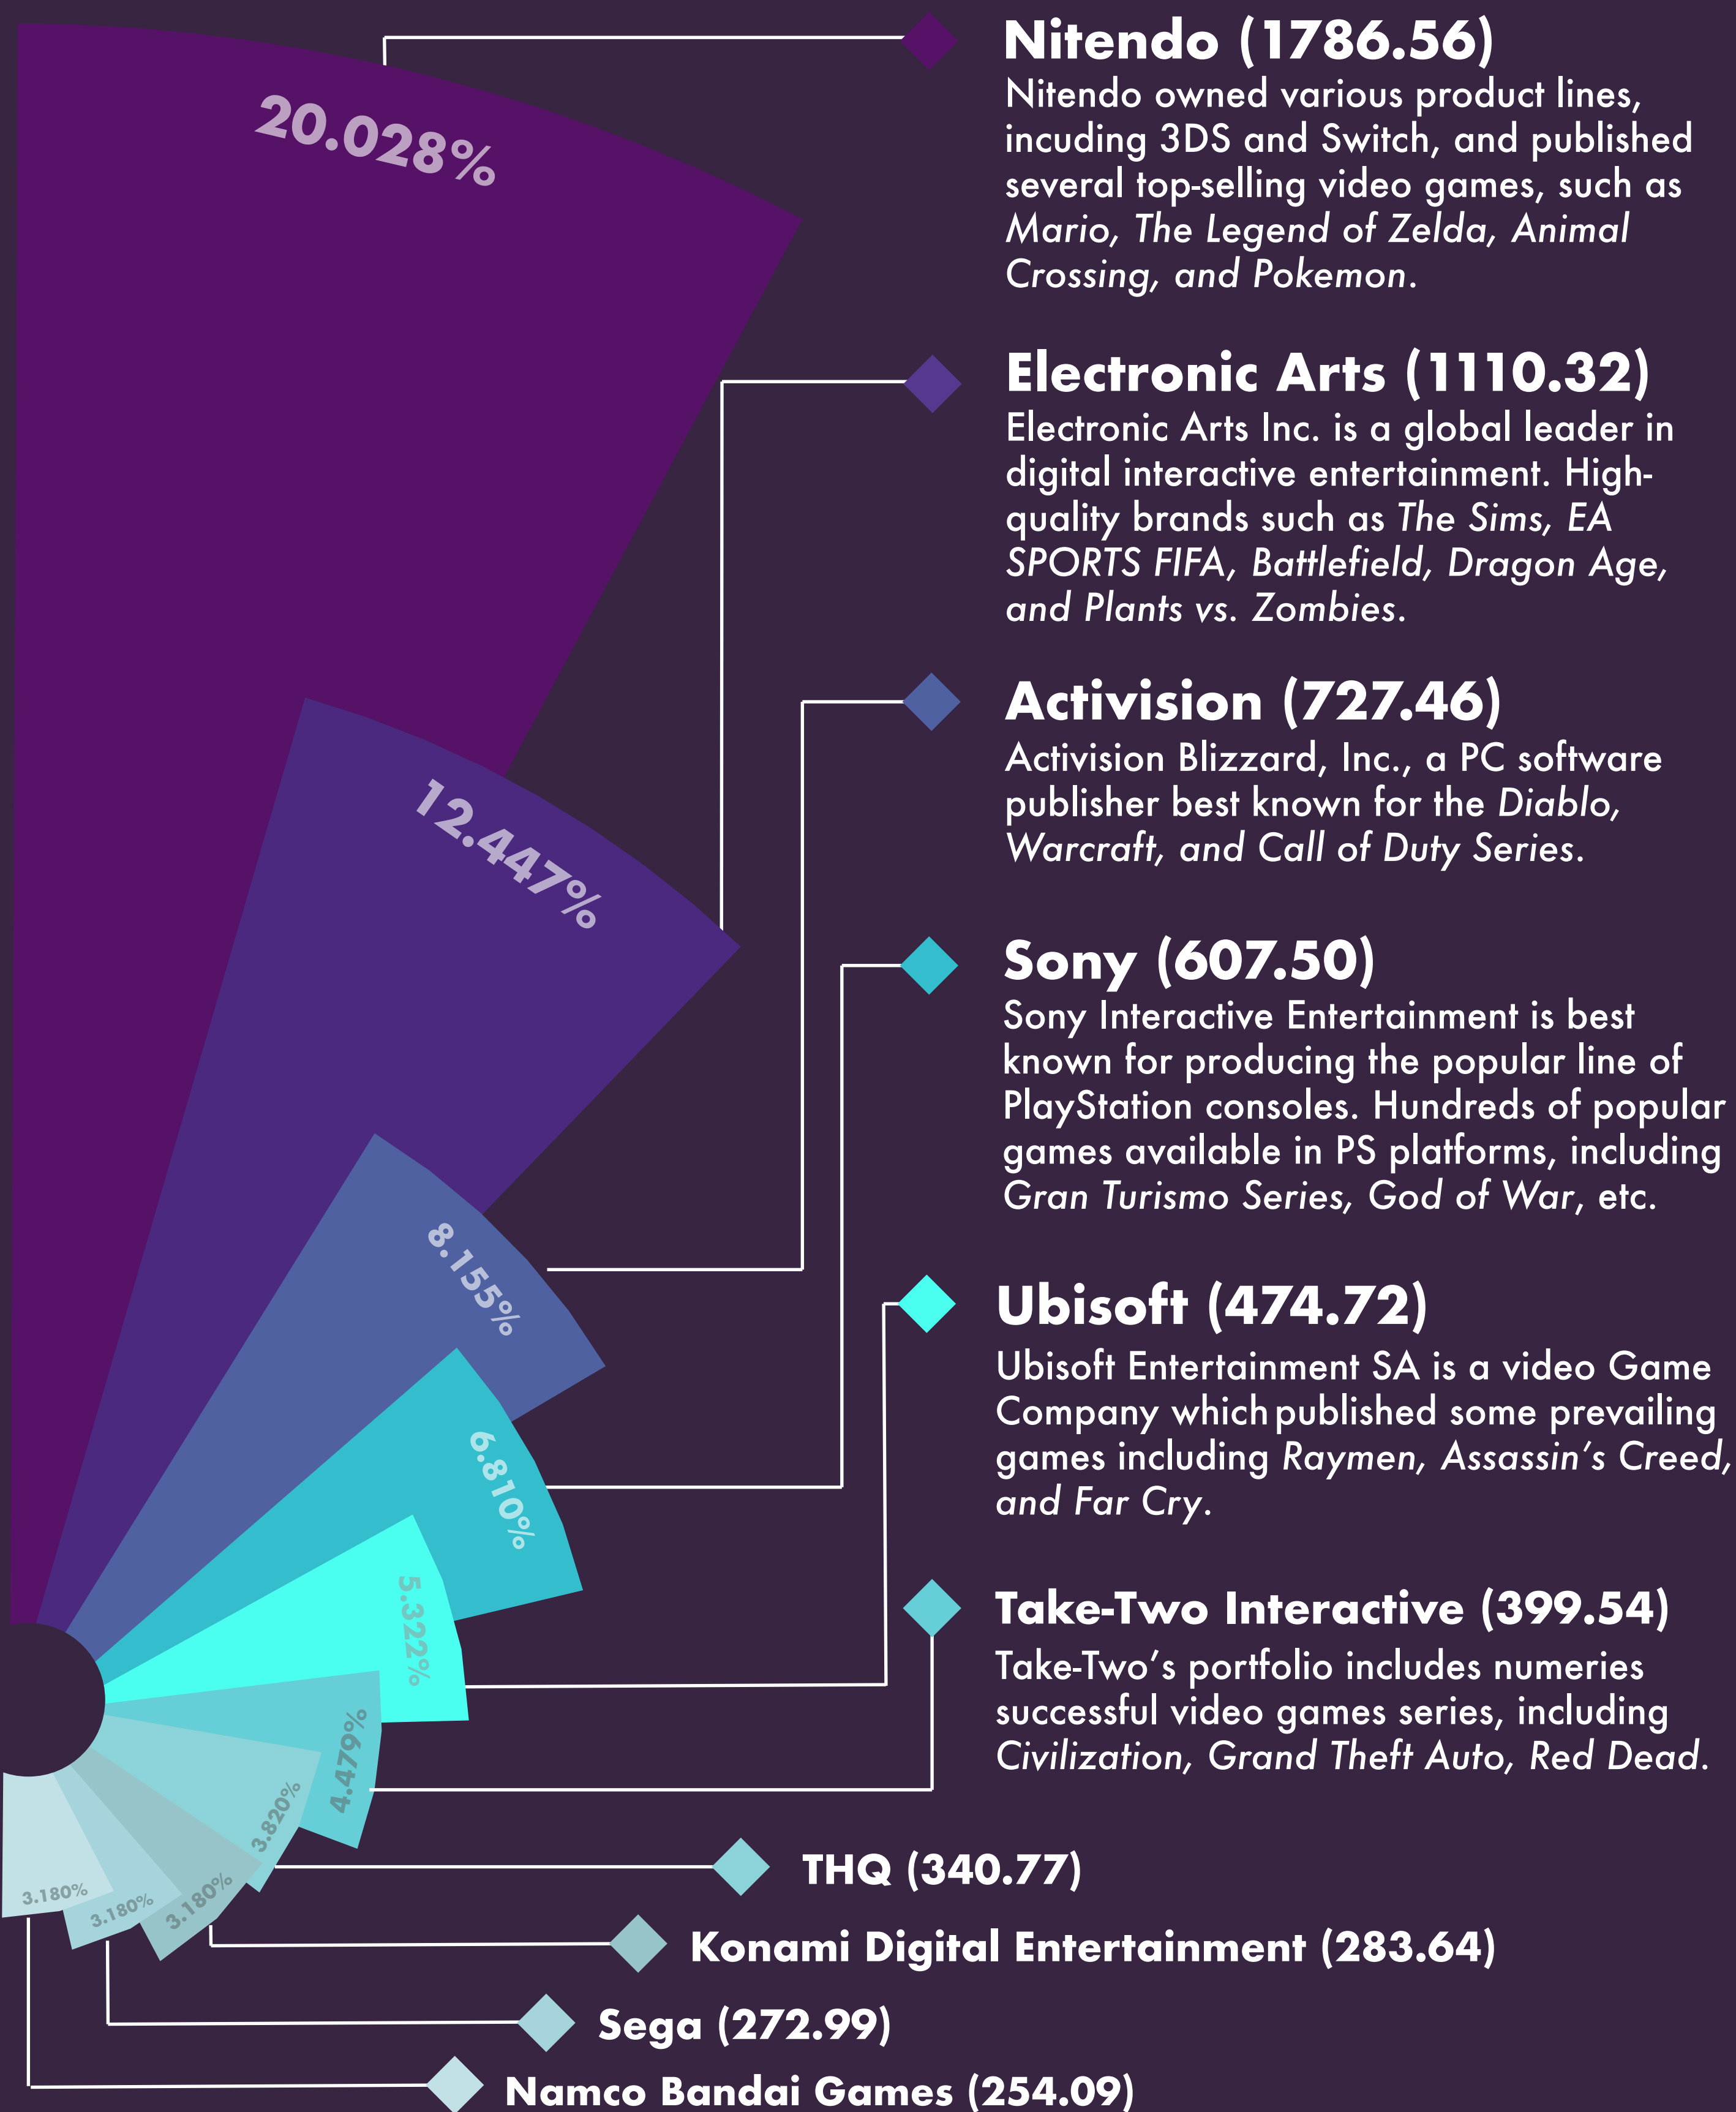 Nitendo (1786.56)
Nitendo owned various product lines,
incuding 3DS and Switch, and published
several top-selling video games, such as
Mario, The Legend of Zelda, Animal
Crossing, and Pokemon.
20.028%
Electronic Arts (1110.32)
Electronic Arts Inc. is a global leader in
digital interactive entertainment. High-
quality brands such as The Sims, EA
SPORTS FIFA, Battlefield, Dragon Age,
and Plants vs. Zombies.
12.447%
Activision (727.46)
Activision Blizzard, Inc., a PC software
publisher best known for the Diablo,
Warcraft, and Call of Duty Series.
8.155%
Sony (607.50)
Sony Interactive Entertainment is best
known for producing the popular line of
PlayStation consoles. Hundreds of popular
games available in PS platforms, including
Gran Turismo Series, God of War, etc.
6.810%
Ubisoft (474.72)
Ubisoft Entertainment SA is a video Game
Company which published some prevailing
games including Raymen, Assassin's Creed,
and Far Cry.
5.322%
Take-Two Interactive (399.54)
Take-Two's portfolio includes numeries
successful video games series, including
Civilization, Grand Theft Auto, Red Dead.
4.479%
3.820%
THQ (340.77)
3.180%
Konami Digital Entertainment (283.64)
3.180%
Sega (272.99)
3.180%
Namco Bandai Games (254.09)